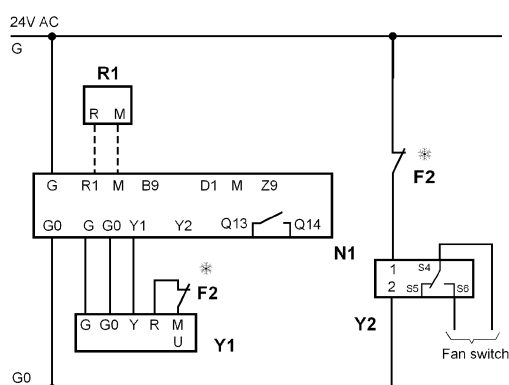 24V AC
G
R1
R M
F2
G R1 M B9 D1 M Z9
G0 G G0 Y1 Y2 Q13 Q14
N1
1 S4
2 S5 S6
F2
G G0 Y R M
U
Y1
Y2
Fan switch
G0